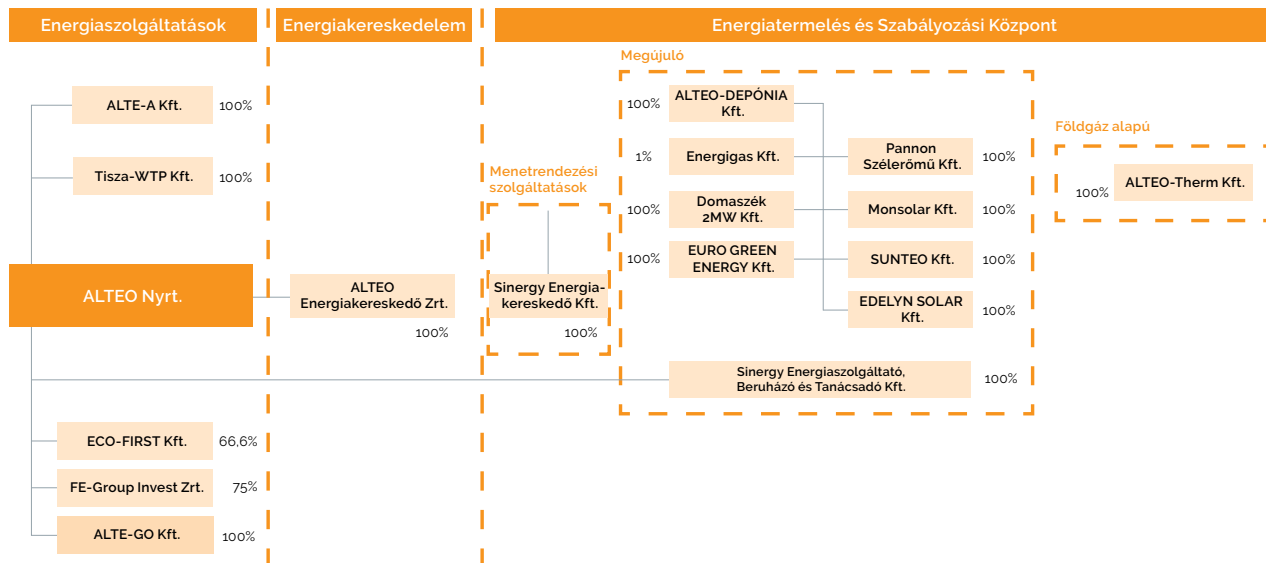 Energiaszolgáltatások
Energiakereskedelem
Energiatermelés és Szabályozási Központ
ALTE-A Kft.
100%
Tisza-WTP Kft.
100%
ALTEO Nyrt.
ECO-FIRST Kft.
66,6%
FE-Group Invest Zrt.
75%
ALTE-GO Kft.
100%
ALTEO
Energiakereskedő Zrt.
100%
Menetrendezési
szolgáltatások
Sinergy Energia-
kereskedő Kft.
100%
Megújuló
100%
ALTEO-DEPÓNIA
Kft.
1%
Energigas Kft.
Pannon
Szélerőmű Kft.
100%
100%
Domaszék
2MW Kft.
Monsolar Kft.
100%
100%
EURO GREEN
ENERGY Kft.
SUNTEO Kft.
100%
EDELYN SOLAR
Kft.
100%
Sinergy Energiaszolgáltató,
Beruházó és Tanácsadó Kft.
100%
Földgáz alapú
100%
ALTEO-Therm Kft.